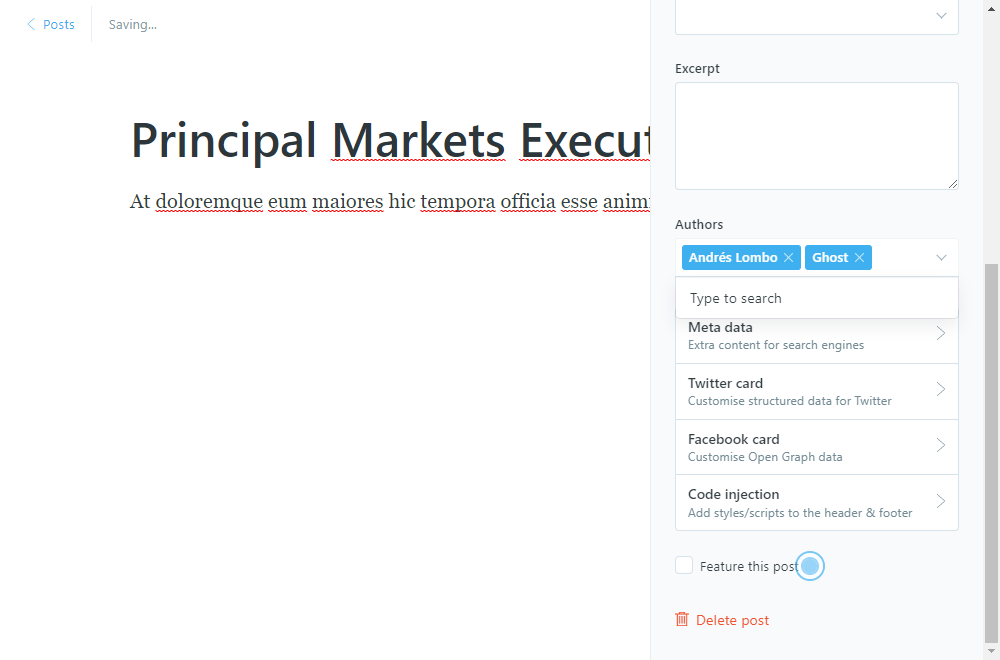 Posts
Saving...
Principal Markets Execut
At doloremque eum maiores hic tempora officia esse anim
Excerpt
Authors
Andrés Lombo
Ghost
Type to search
Meta data
Extra content for search engines
Twitter card
Customise structured data for Twitter
Facebook card
Customise Open Graph data
Code injection
Add styles/scripts to the header & footer
Feature this post
Delete post